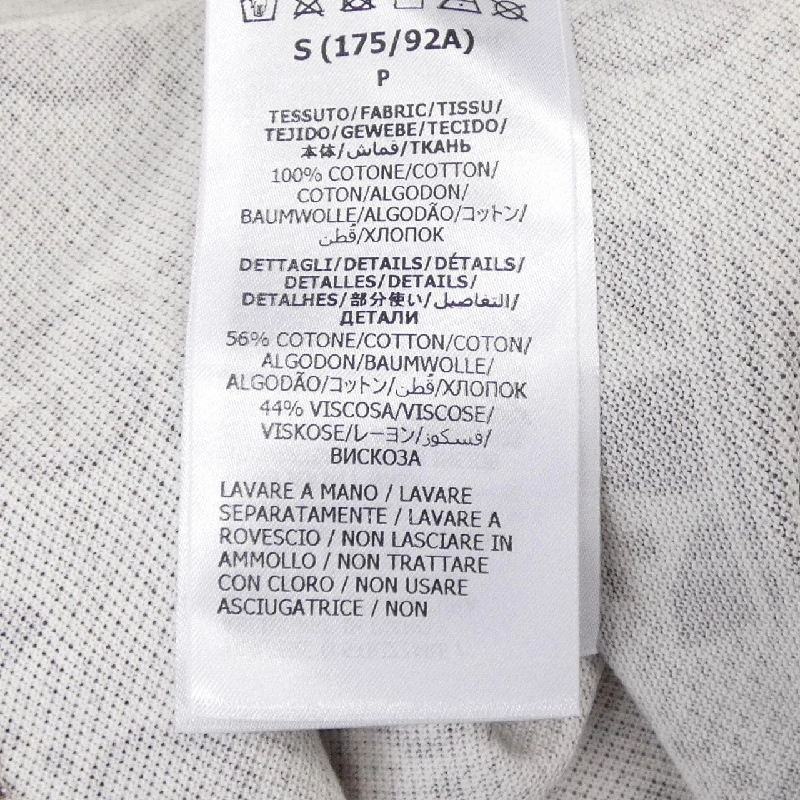 S (175/92A)
P
TESSUTO/FABRIC/TISSU/
TEJIDO/GEWEBE/TECIDO/
本体/قماش/ТКАНЬ
100% COTONE/COTTON/
COTON/ALGODON/
BAUMWOLLE/ALGODÃO/コットン/
قُطن/ХЛОПОК
DETTAGLI/DETAILS/DÉTAILS/
DETALLES/DETAILS/
DETALHES/部分使い/التفاصيل/
ДЕТАЛИ
56% COTONE/COTTON/COTON/
ALGODON/BAUMWOLLE/
ALGODÃO/コットン/قُطن/ХЛОПОК
44% VISCOSA/VISCOSE/
VISKOSE/レーヨン/فسكوز/
ВИСКОЗА
LAVARE A MANO / LAVARE
SEPARATAMENTE / LAVARE A
ROVESCIO / NON LASCIARE IN
AMMOLLO / NON TRATTARE
CON CLORO / NON USARE
ASCIUGATRICE / NON